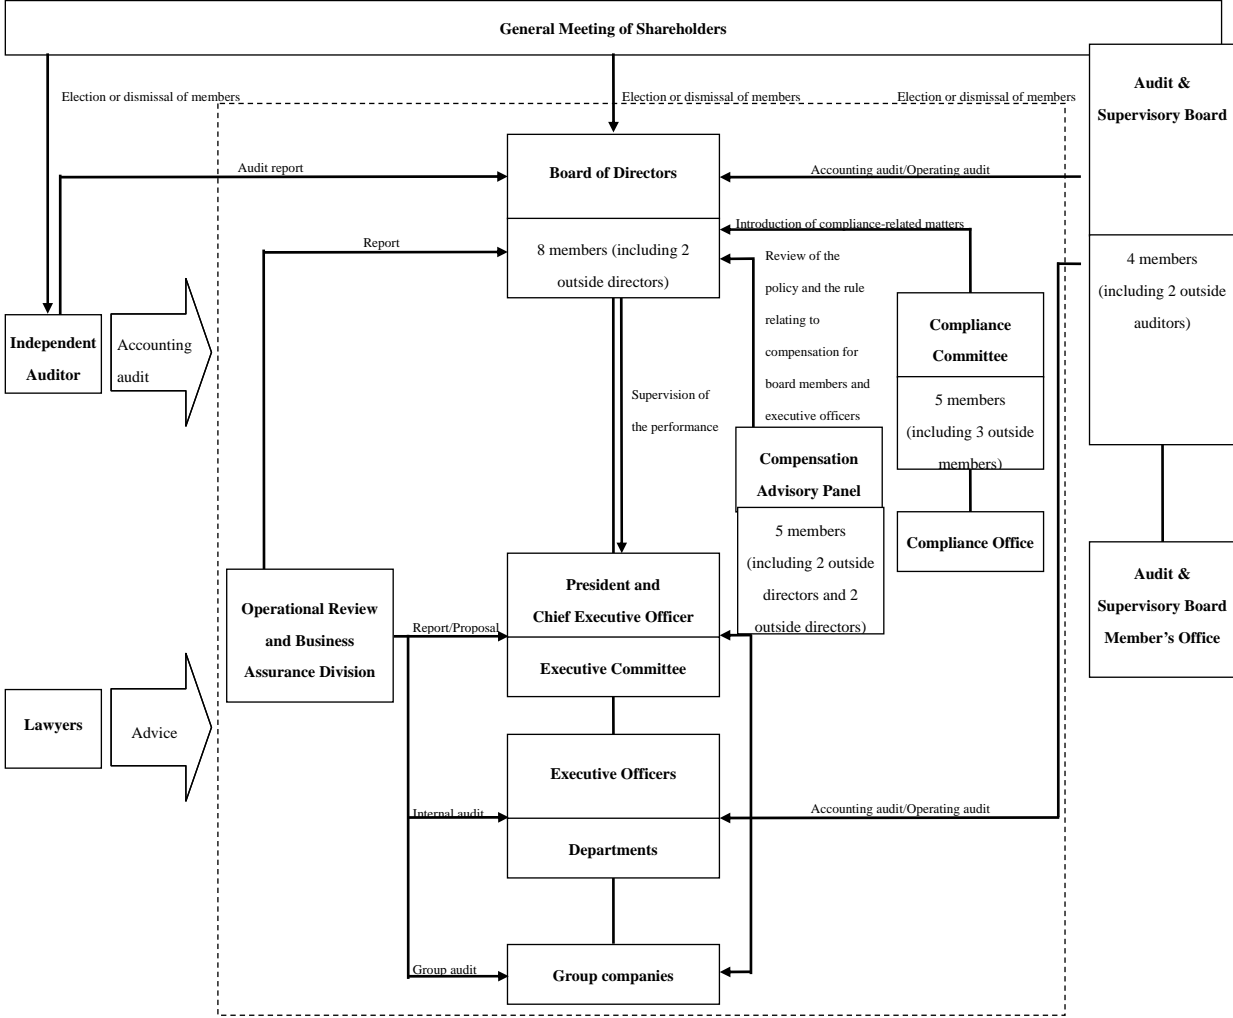 General Meeting of Shareholders
Election or dismissal of members
Election or dismissal of members
Election or dismissal of members
Audit &
Supervisory Board
4 members
(including 2 outside
auditors)
Audit report
Board of Directors
8 members (including 2
outside directors)
Accounting audit/Operating audit
Report
Introduction of compliance-related matters
Review of the
policy and the rule
relating to
compensation for
board members and
executive officers
Independent
Auditor
Accounting
audit
Compliance
Committee
5 members
(including 3 outside
members)
Supervision of
the performance
Compensation
Advisory Panel
5 members
(including 2 outside
directors and 2
outside directors)
Compliance Office
Audit &
Supervisory Board
Member’s Office
Operational Review
and Business
Assurance Division
Report/Proposal
President and
Chief Executive Officer
Executive Committee
Lawyers
Advice
Executive Officers
Departments
Internal audit
Accounting audit/Operating audit
Group audit
Group companies